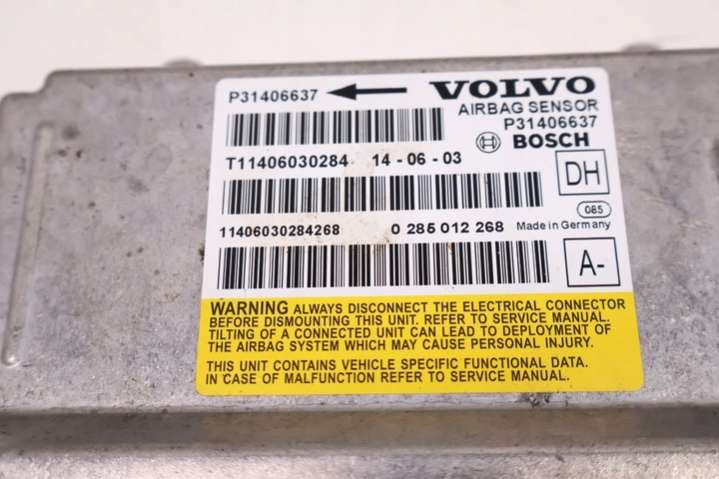 P31406637 VOLVO
AIRBAG SENSOR
P31406637
BOSCH
T11406030284 14-06-03
DH
085
11406030284268 0 285 012 268 Made in Germany
A-
WARNING ALWAYS DISCONNECT THE ELECTRICAL CONNECTOR
BEFORE DISMOUNTING THIS UNIT. REFER TO SERVICE MANUAL.
TILTING OF A CONNECTED UNIT CAN LEAD TO DEPLOYMENT OF
THE AIRBAG SYSTEM WHICH MAY CAUSE PERSONAL INJURY.
THIS UNIT CONTAINS VEHICLE SPECIFIC FUNCTIONAL DATA.
IN CASE OF MALFUNCTION REFER TO SERVICE MANUAL.